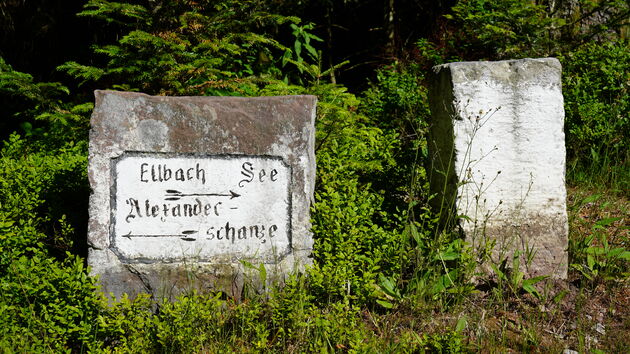 Ellbach See
Alexander-
schanze